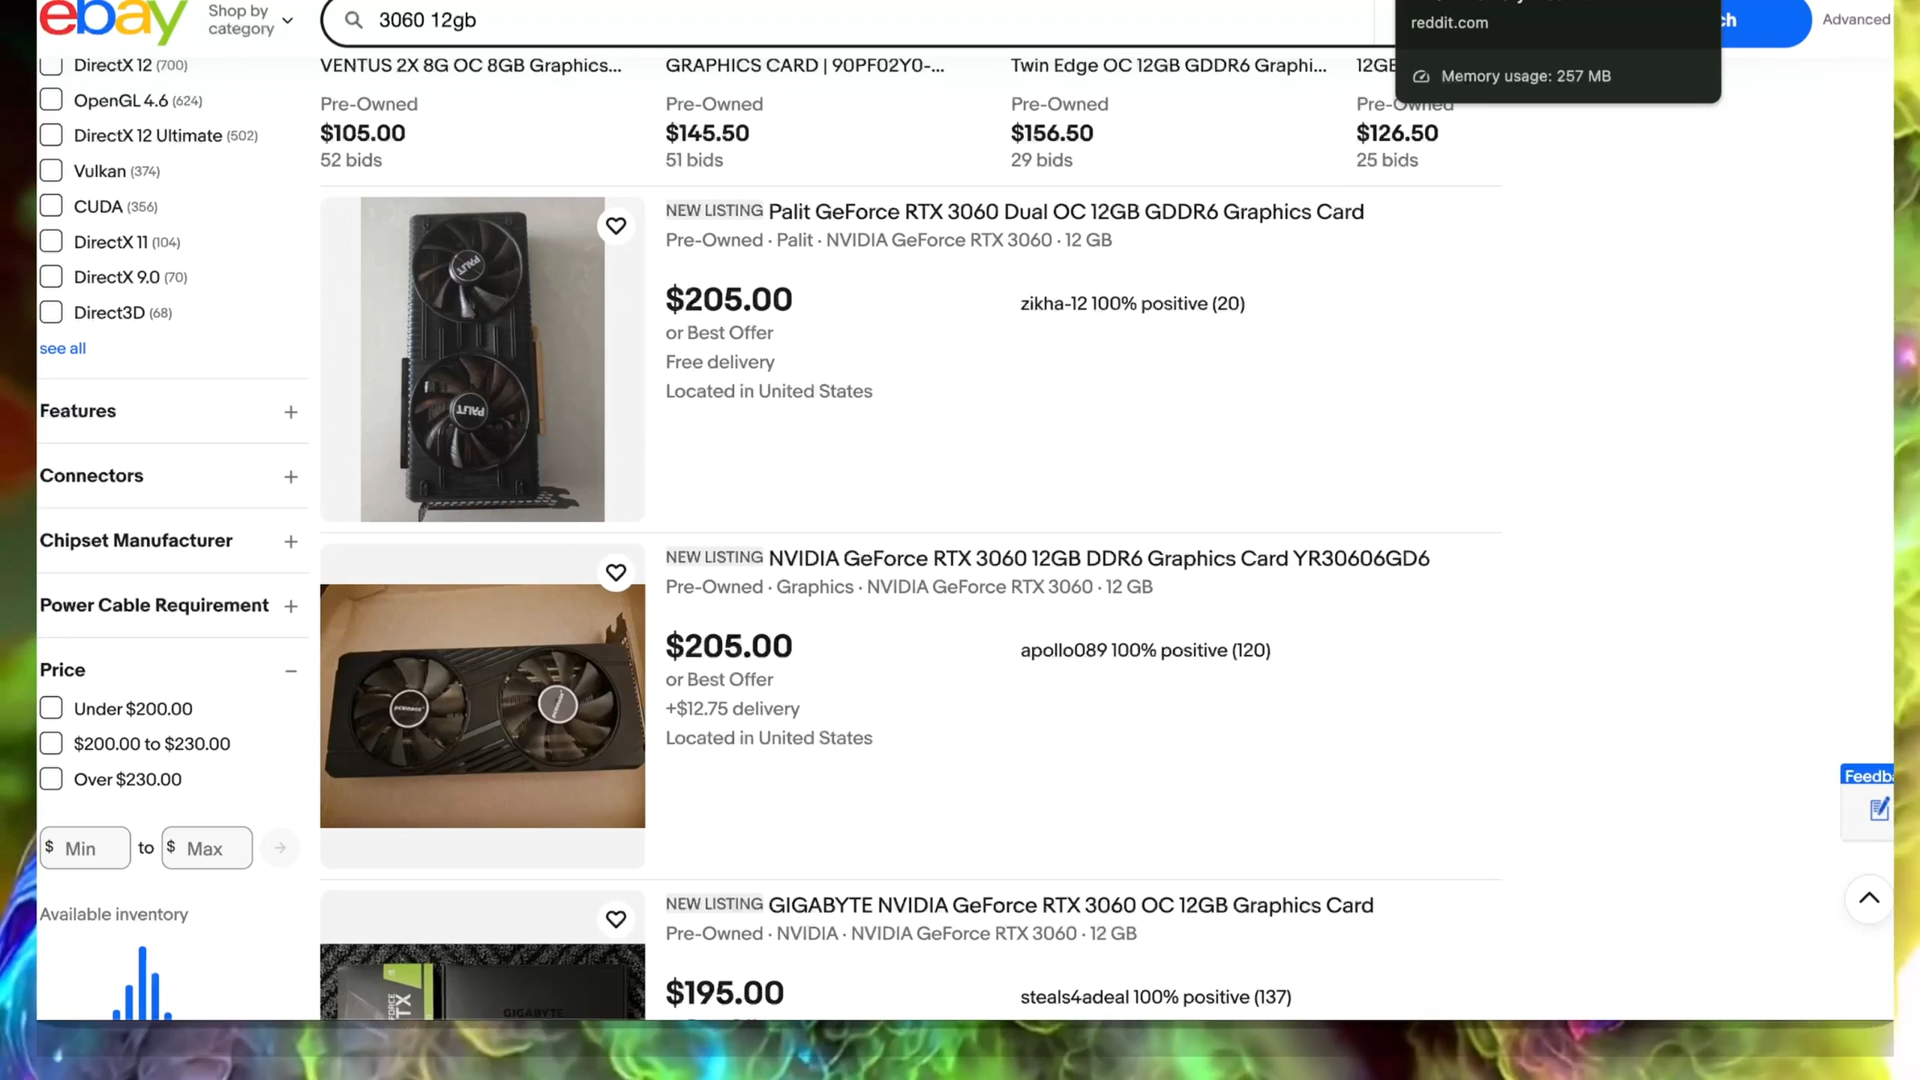 ebay
Shop by
category
3060 12gb
reddit.com
Memory usage: 257 MB
ch
Advanced
DirectX 12 (700)
OpenGL 4.6 (624)
DirectX 12 Ultimate (502)
Vulkan (374)
CUDA (356)
DirectX 11 (104)
DirectX 9.0 (70)
Direct3D (68)
see all
Features
Connectors
Chipset Manufacturer
Power Cable Requirement
Price
Under $200.00
$200.00 to $230.00
Over $230.00
$ Min to $ Max
Available inventory
VENTUS 2X 8G OC 8GB Graphics...
Pre-Owned
$105.00
52 bids
GRAPHICS CARD | 90PF02Y0-...
Pre-Owned
$145.50
51 bids
Twin Edge OC 12GB GDDR6 Graphi...
Pre-Owned
$156.50
29 bids
12GB
Pre-Owned
$126.50
25 bids
PALIT
PALIT
NEW LISTING Palit GeForce RTX 3060 Dual OC 12GB GDDR6 Graphics Card
Pre-Owned · Palit · NVIDIA GeForce RTX 3060 · 12 GB
$205.00
or Best Offer
Free delivery
Located in United States
zikha-12 100% positive (20)
NEW LISTING NVIDIA GeForce RTX 3060 12GB DDR6 Graphics Card YR30606GD6
Pre-Owned · Graphics · NVIDIA GeForce RTX 3060 · 12 GB
$205.00
or Best Offer
+$12.75 delivery
Located in United States
apollo089 100% positive (120)
NEW LISTING GIGABYTE NVIDIA GeForce RTX 3060 OC 12GB Graphics Card
Pre-Owned · NVIDIA · NVIDIA GeForce RTX 3060 · 12 GB
$195.00
steals4adeal 100% positive (137)
RTX
GIGABYTE
Feedba